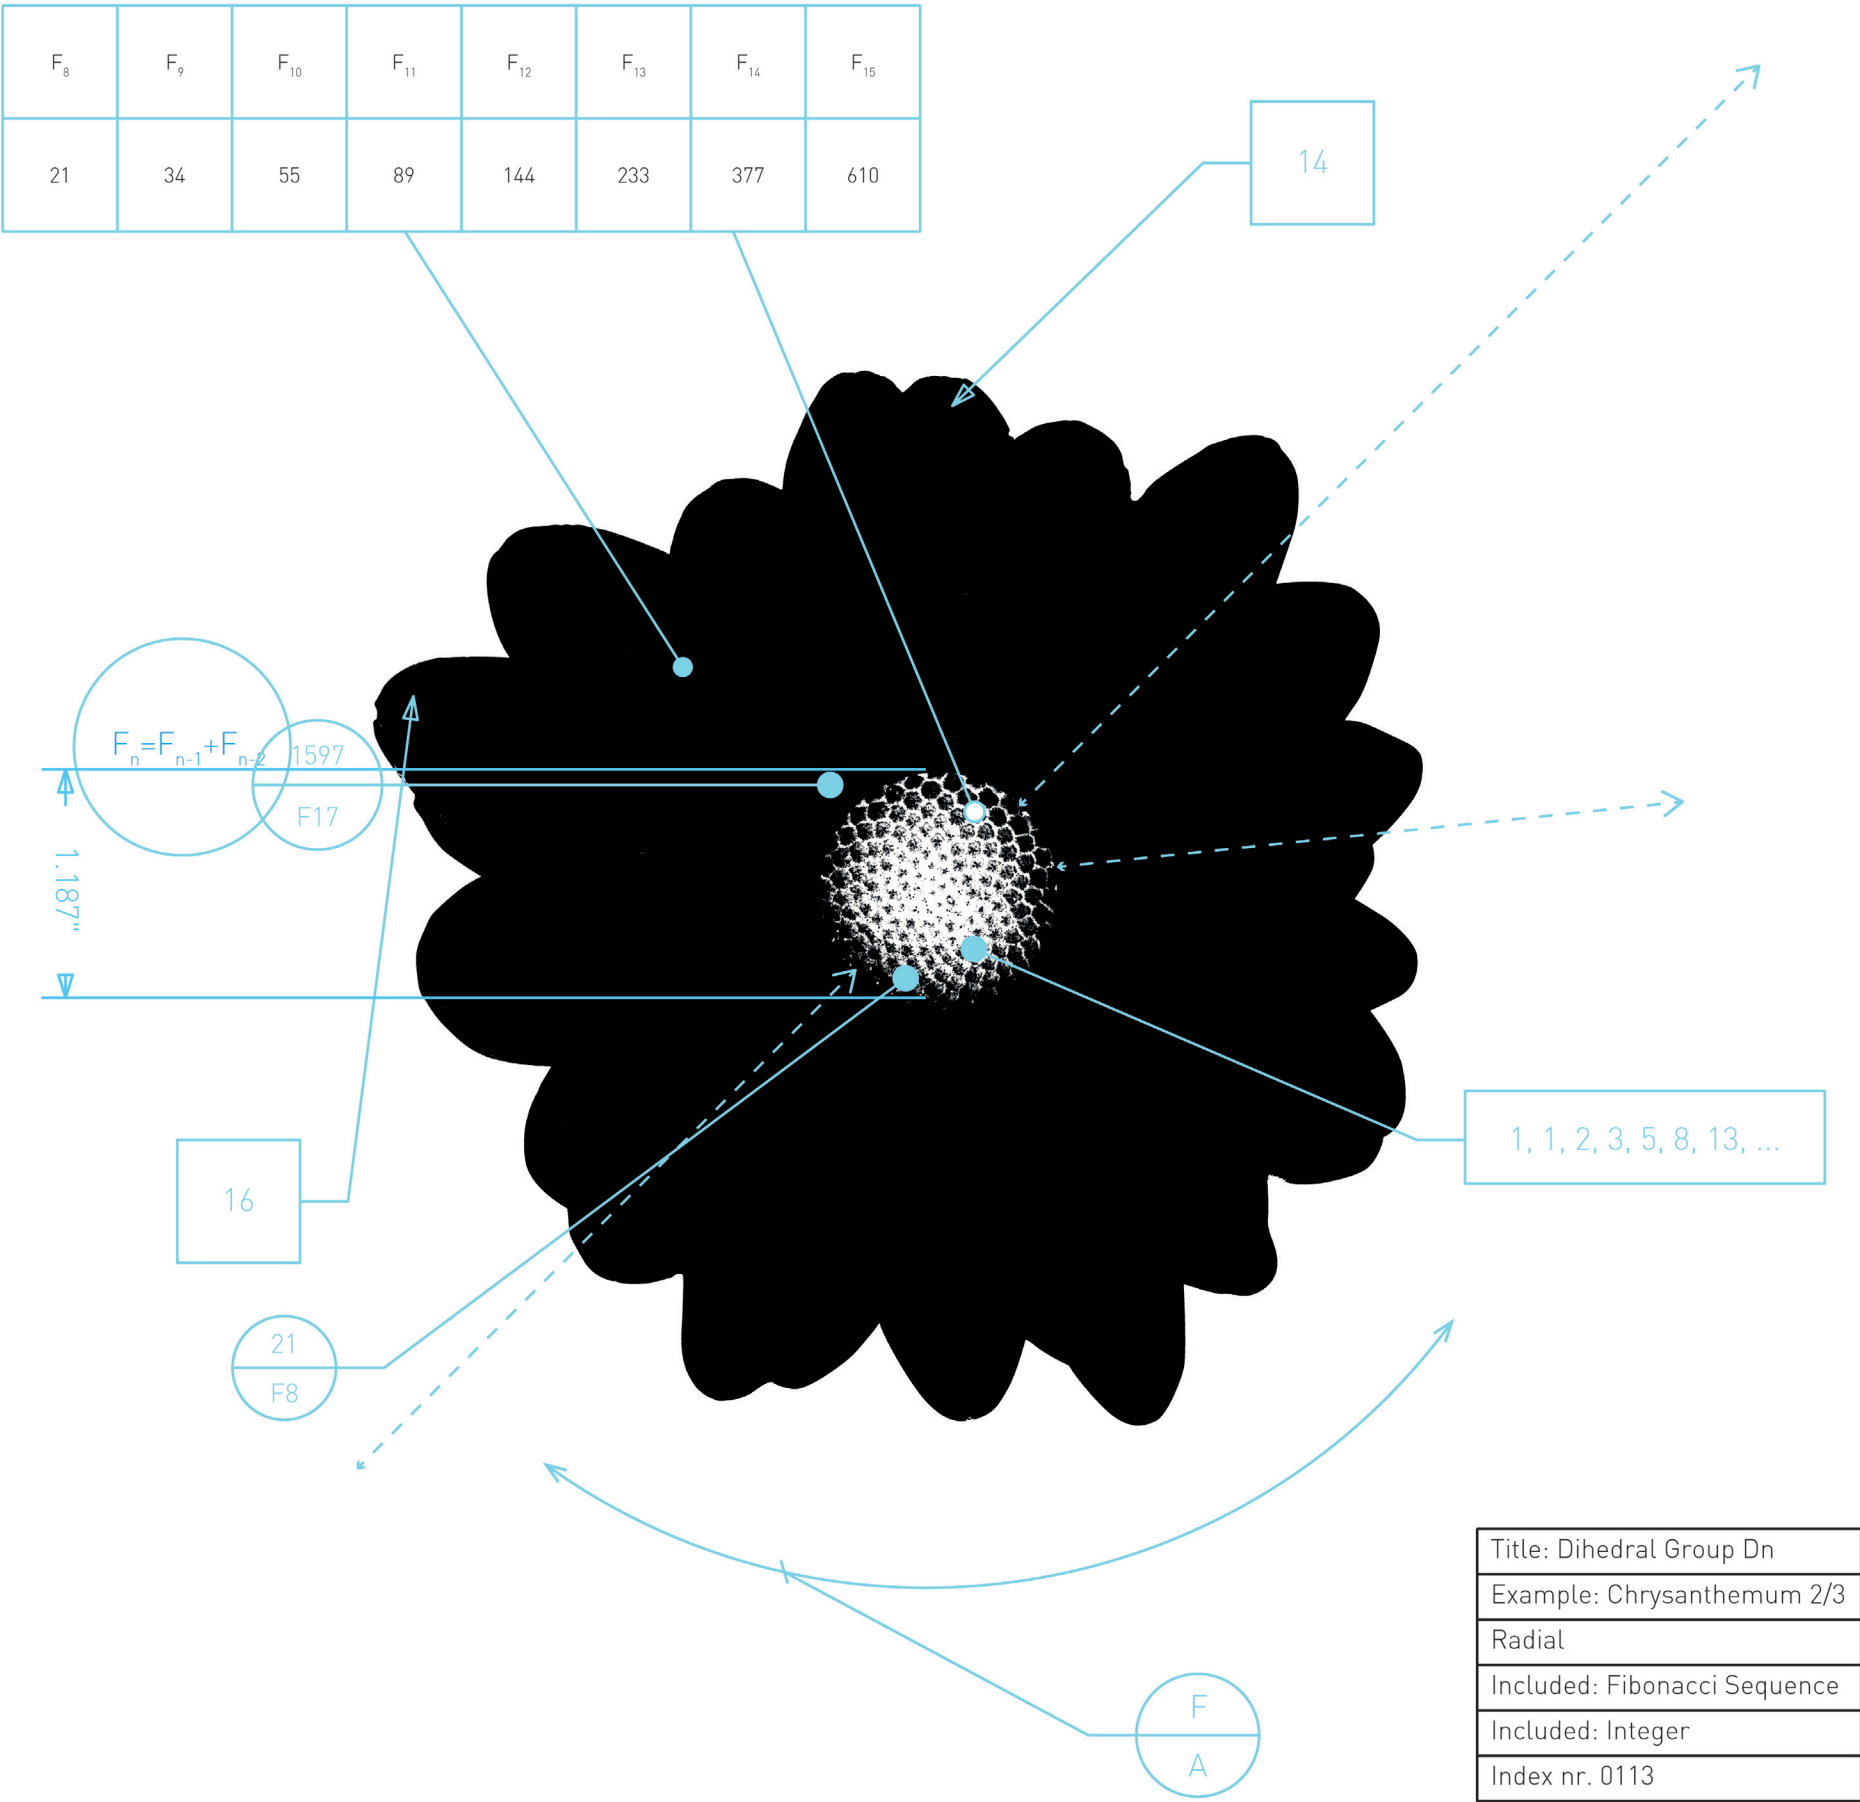 F8 F9 F10 F11 F12 F13 F14 F15
21 34 55 89 144 233 377 610
14
Fn=Fn-1+Fn-2
1597
F17
1.187"
1, 1, 2, 3, 5, 8, 13, ...
16
21
F8
F
A
Title: Dihedral Group Dn
Example: Chrysanthemum 2/3
Radial
Included: Fibonacci Sequence
Included: Integer
Index nr. 0113